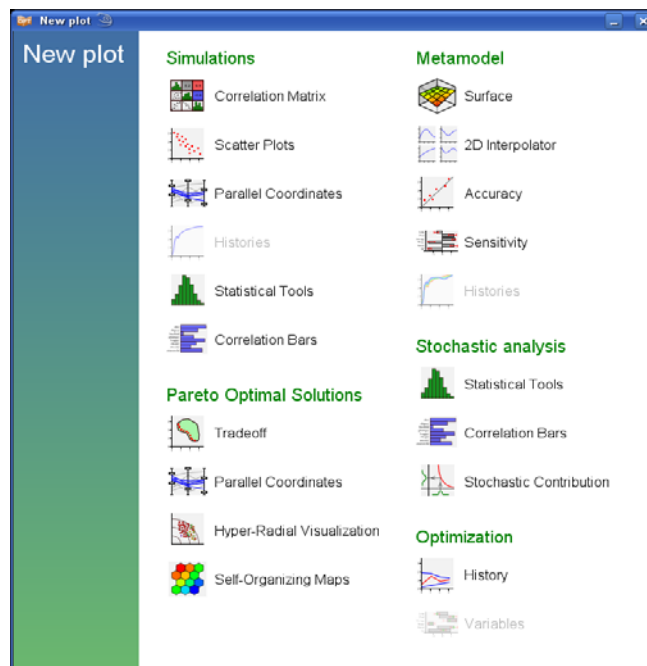 New plot
New plot
Simulations
Correlation Matrix
Scatter Plots
Parallel Coordinates
Histories
Statistical Tools
Correlation Bars
Pareto Optimal Solutions
Tradeoff
Parallel Coordinates
Hyper-Radial Visualization
Self-Organizing Maps
Metamodel
Surface
2D Interpolator
Accuracy
Sensitivity
Histories
Stochastic analysis
Statistical Tools
Correlation Bars
Stochastic Contribution
Optimization
History
Variables